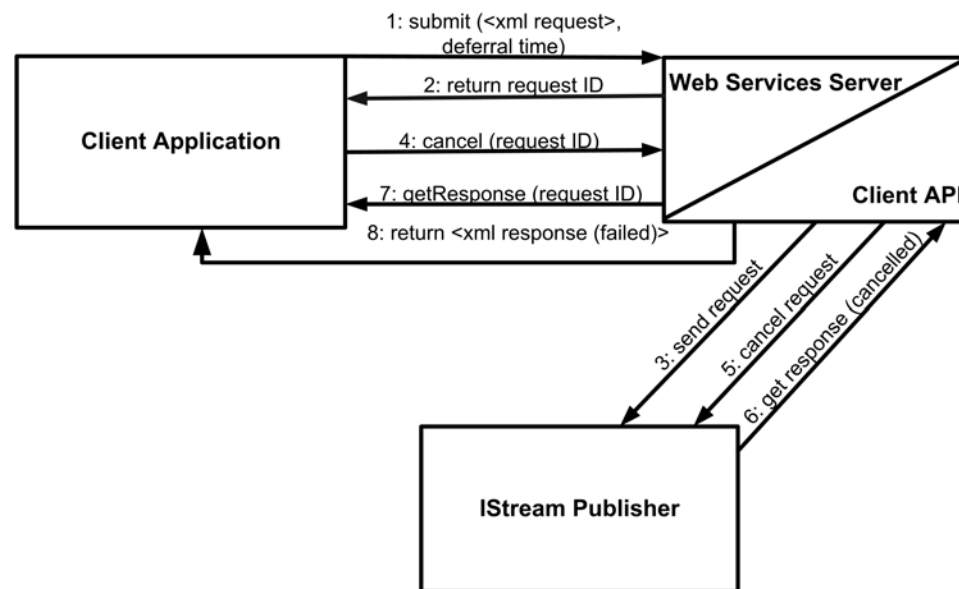 1: submit (<xml request>,
deferral time)
2: return request ID
Web Services Server
Client Application
4: cancel (request ID)
7: getResponse (request ID)
Client API
8: return <xml response (failed)>
3: send request
5: cancel request
6: get response (cancelled)
IStream Publisher